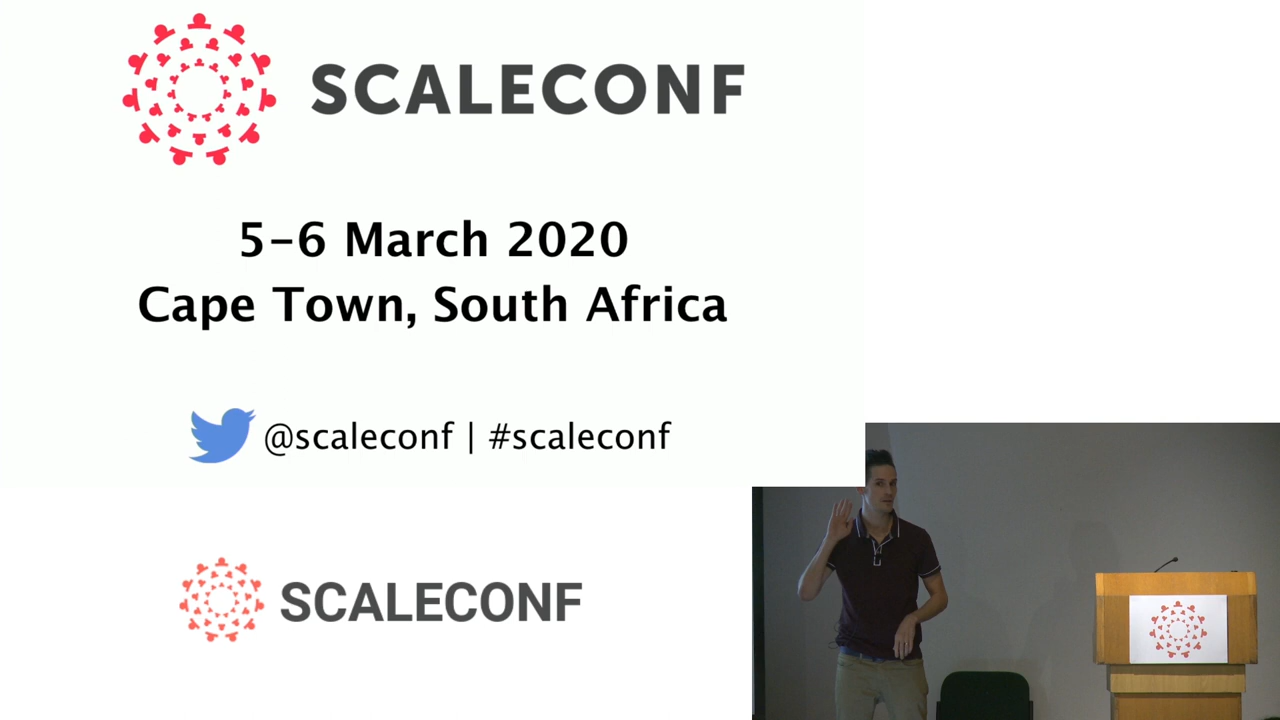 SCALECONF
5–6 March 2020
Cape Town, South Africa
@scaleconf | #scaleconf
SCALECONF